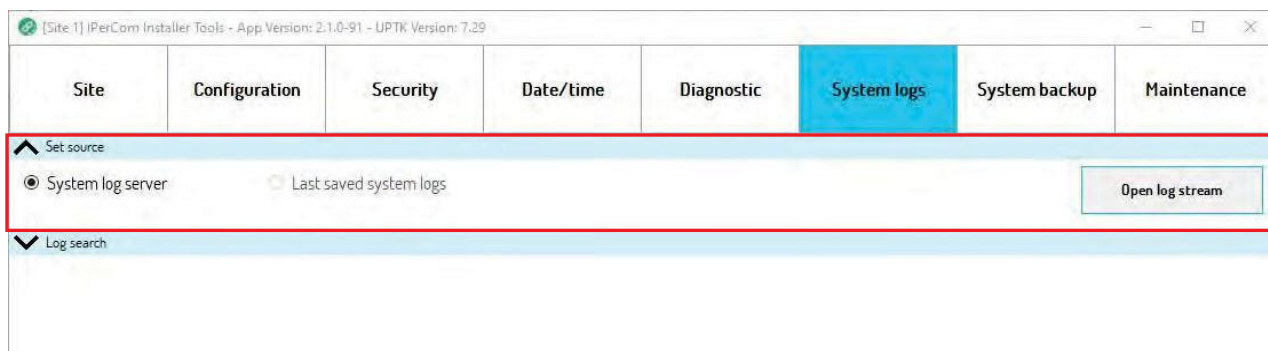 [Site 1] IPerCom Installer Tools - App Version: 2.1.0-91 - UPTK Version: 7.29
Site Configuration Security Date/time Diagnostic System logs System backup Maintenance
Set source
System log server Last saved system logs Open log stream
Log search